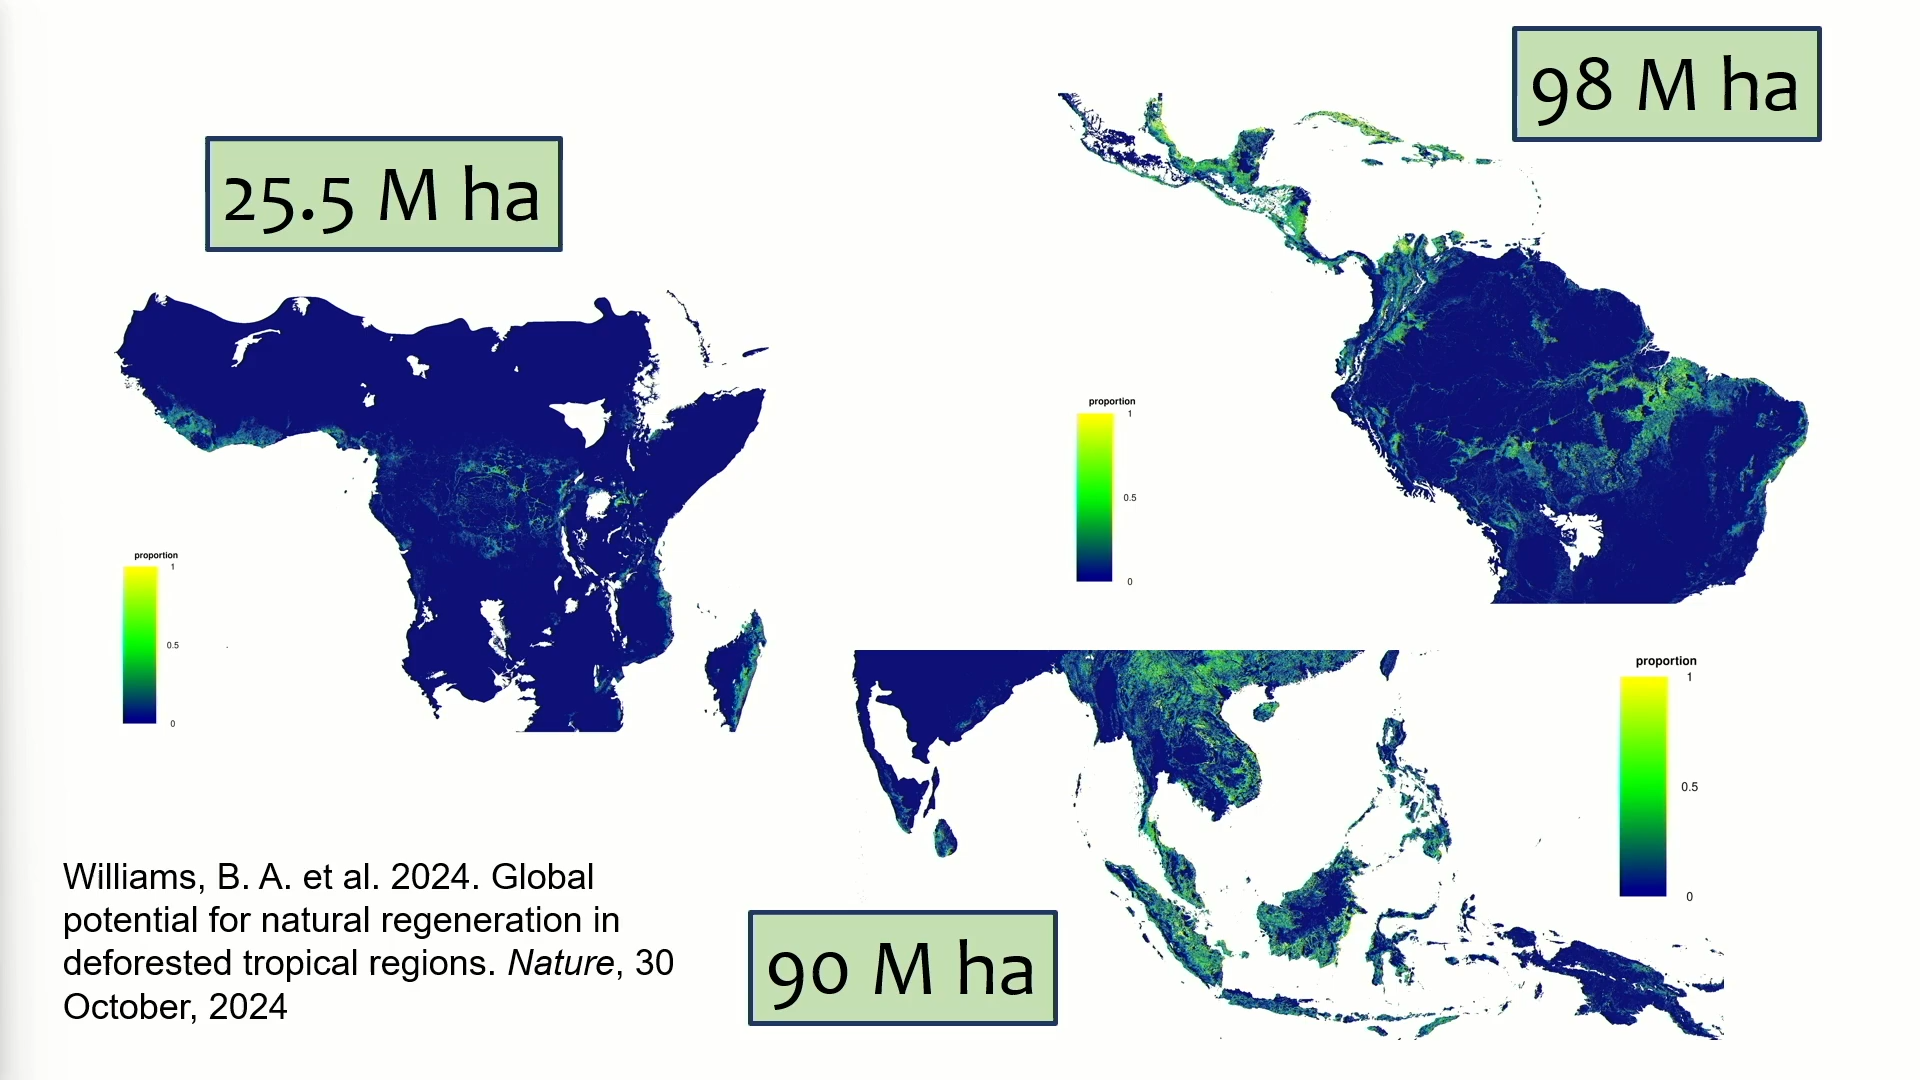 98 M ha
25.5 M ha
proportion
1
0.5
0
proportion
1
0.5
0
proportion
1
0.5
0
90 M ha
Williams, B. A. et al. 2024. Global
potential for natural regeneration in
deforested tropical regions. Nature, 30
October, 2024